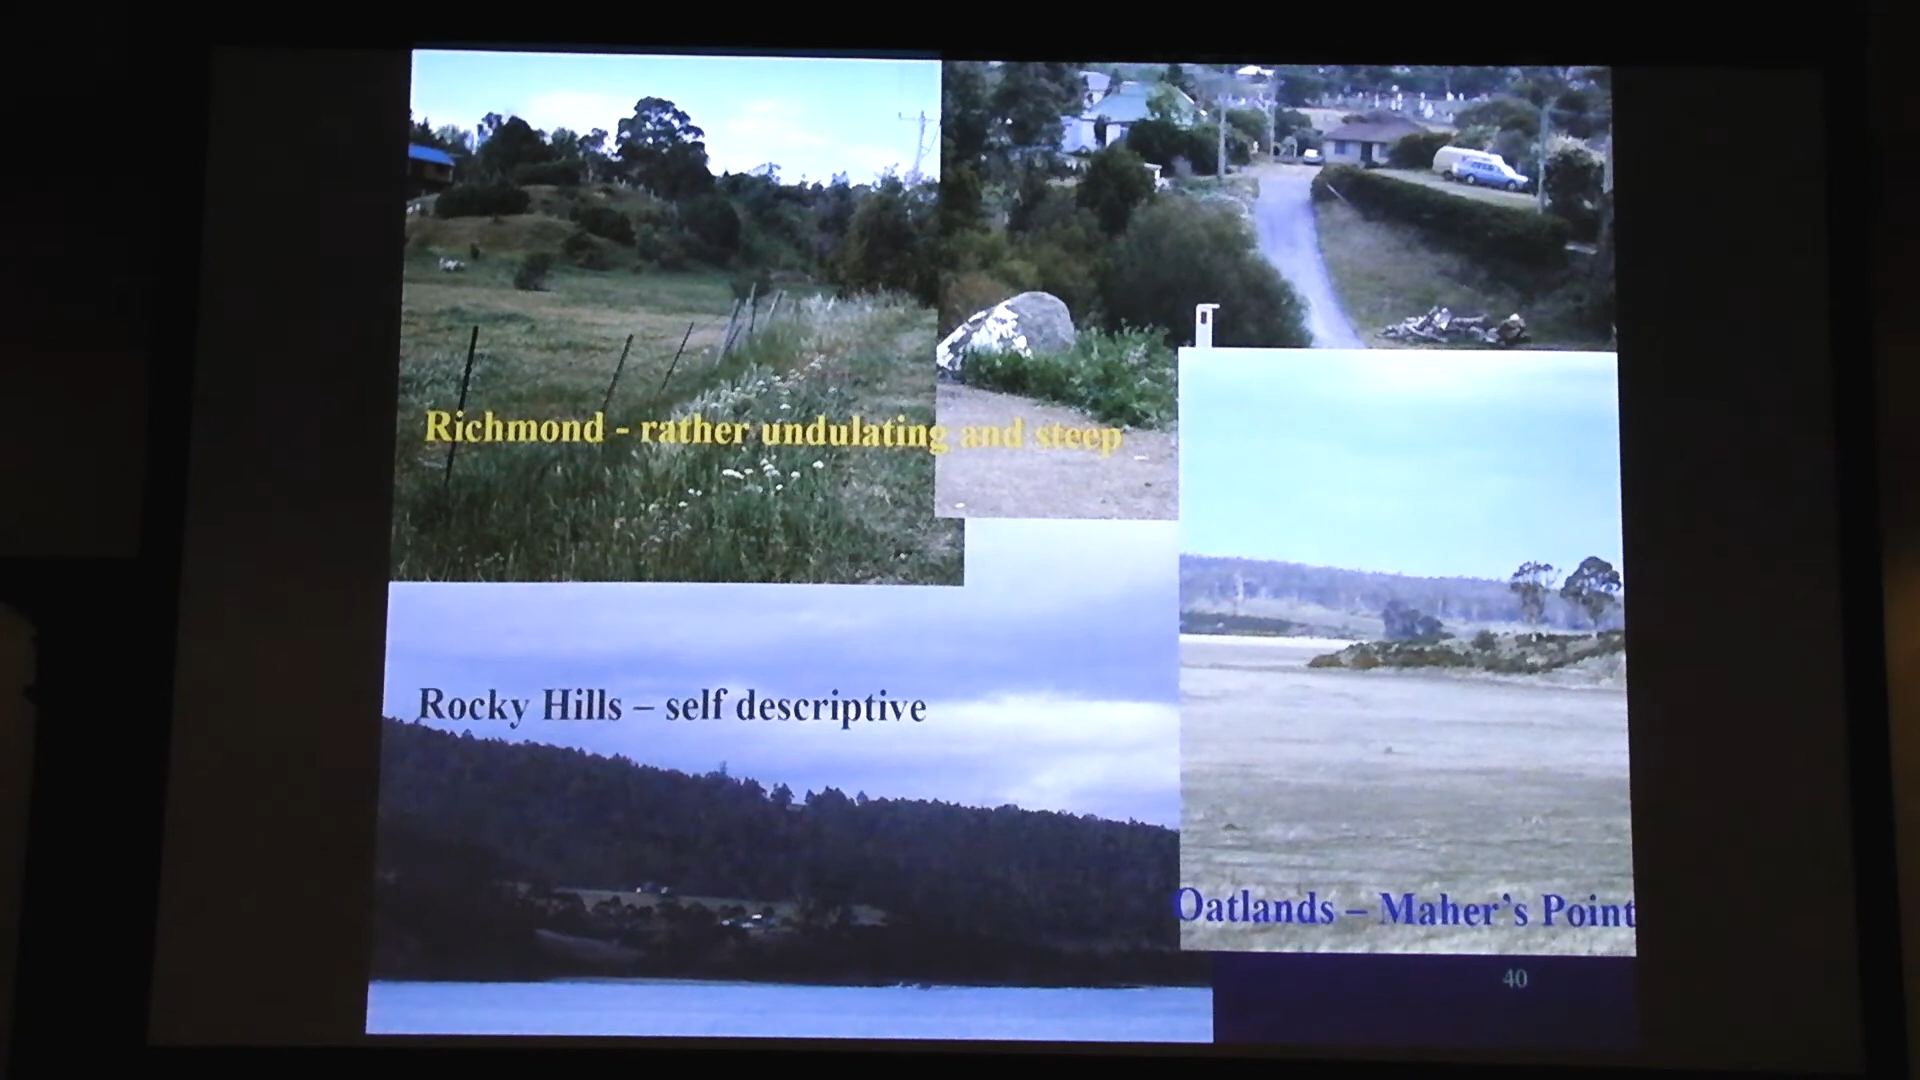 Richmond - rather undulating and steep
Rocky Hills – self descriptive
Oatlands – Maher's Point
40